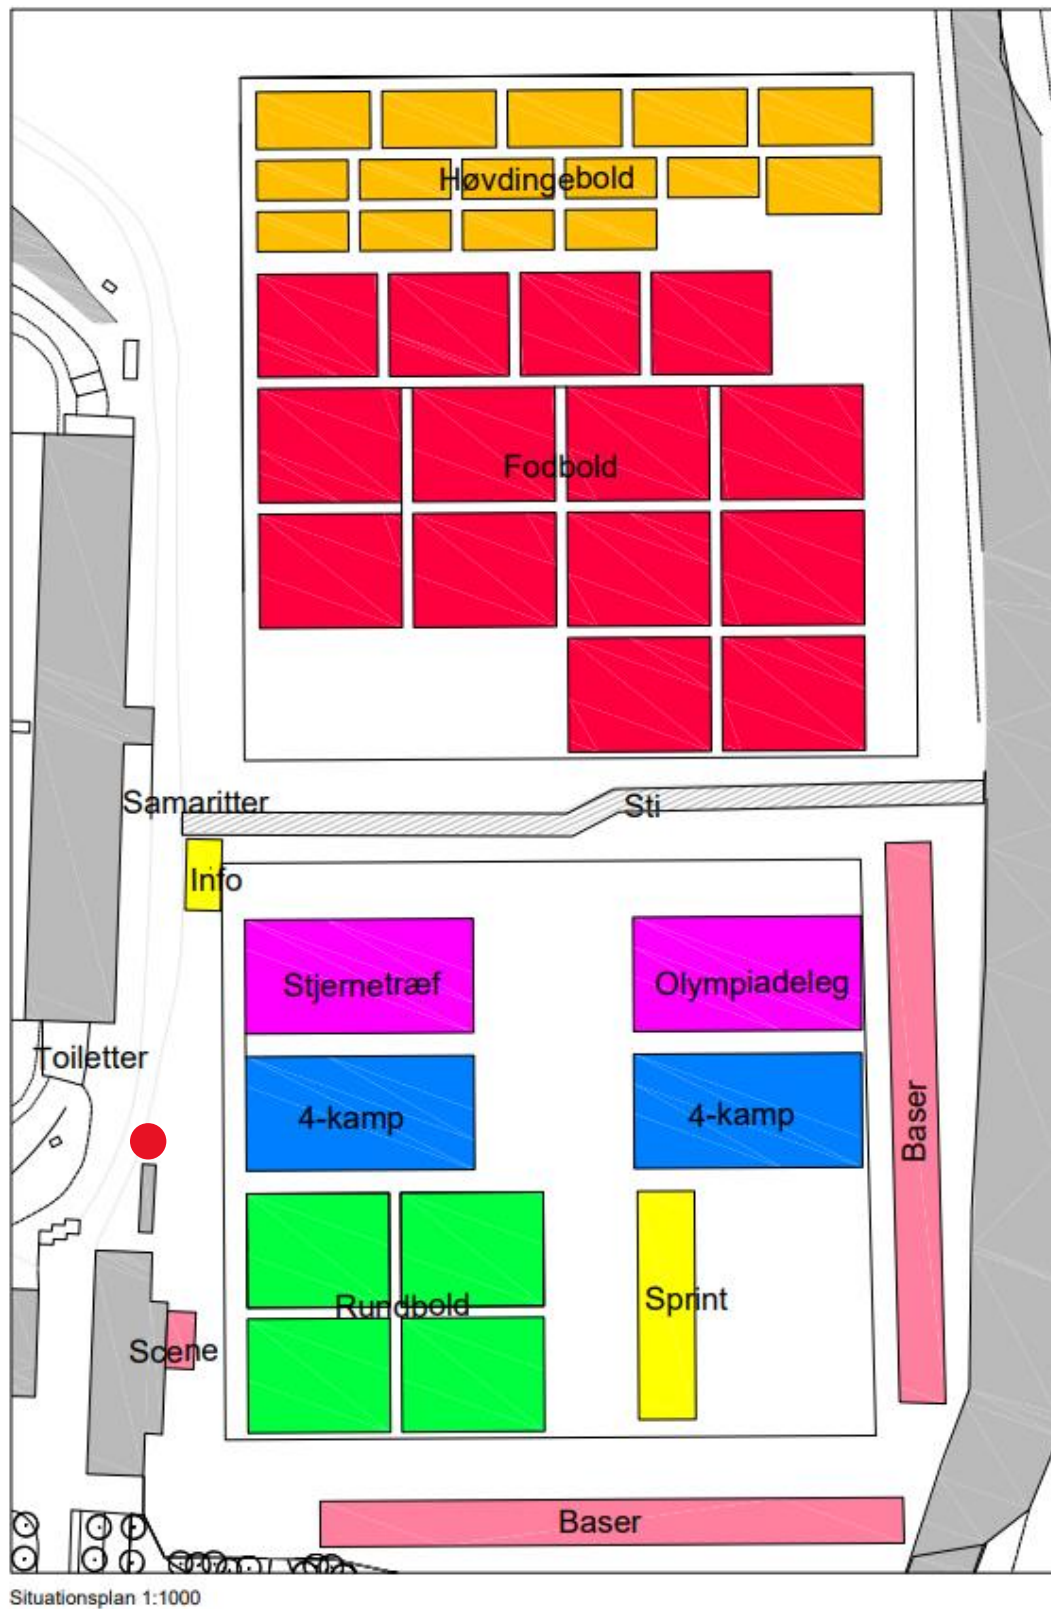 Høvdingebold
Fodbold
Samaritter
Sti
Info
Stjernetræf
Olympiadeleg
Toiletter
4-kamp
4-kamp
Baser
Rundbold
Sprint
Scene
Baser
Situationsplan 1:1000